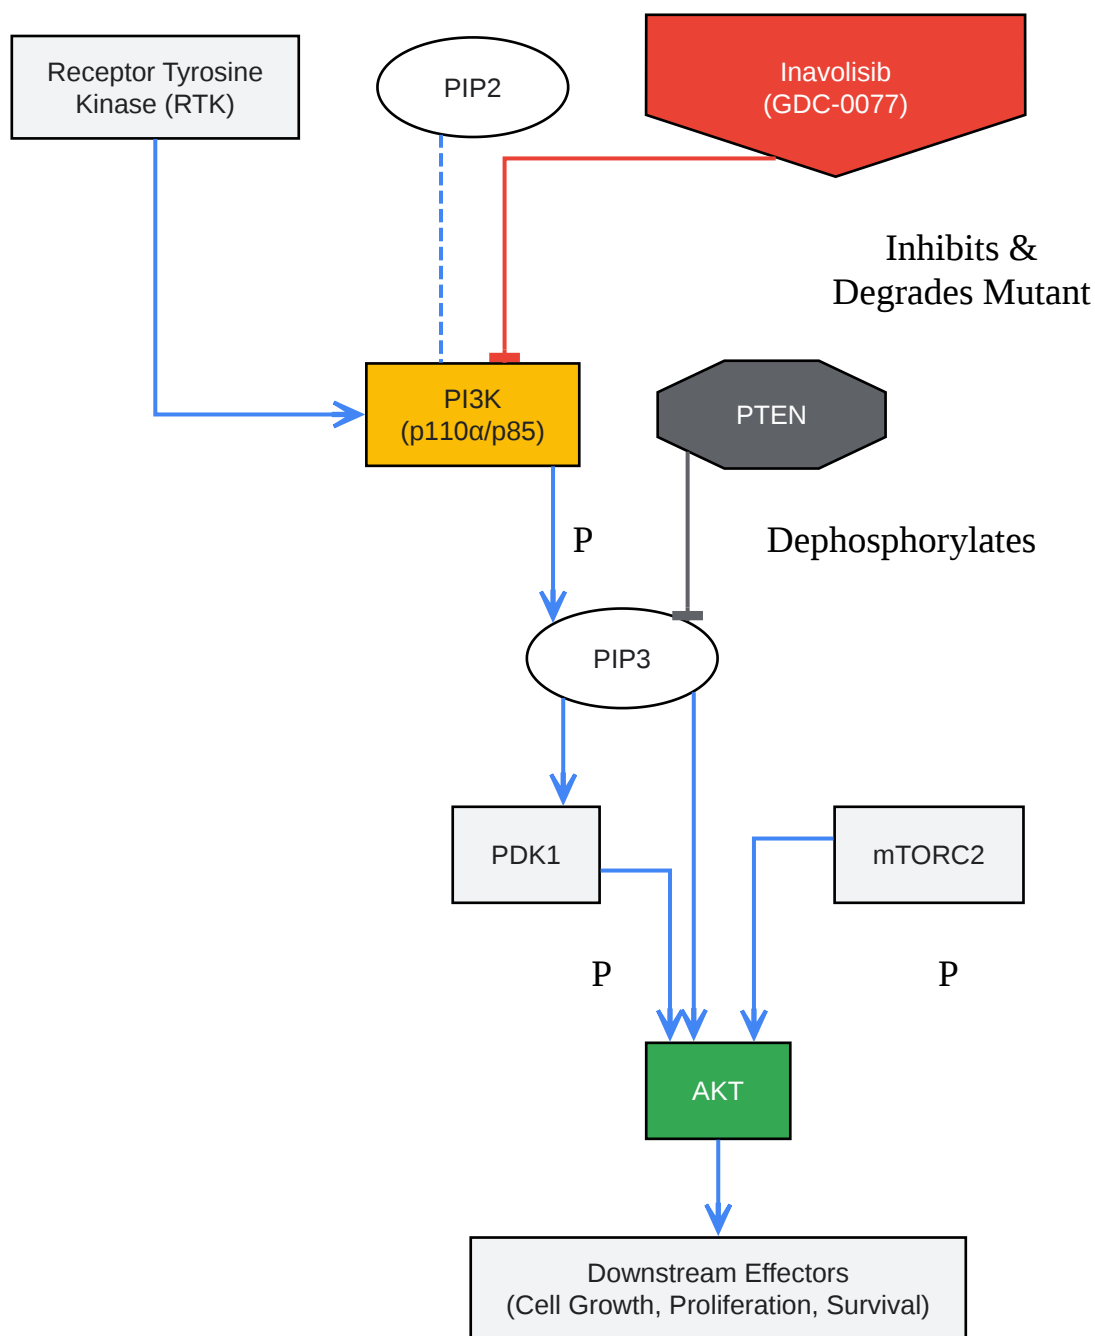 Receptor Tyrosine
Kinase (RTK)
PIP2
Inavolisib
(GDC-0077)
Inhibits &
Degrades Mutant
PI3K
(p110α/p85)
PTEN
P
Dephosphorylates
PIP3
PDK1
mTORC2
P
P
AKT
Downstream Effectors
(Cell Growth, Proliferation, Survival)